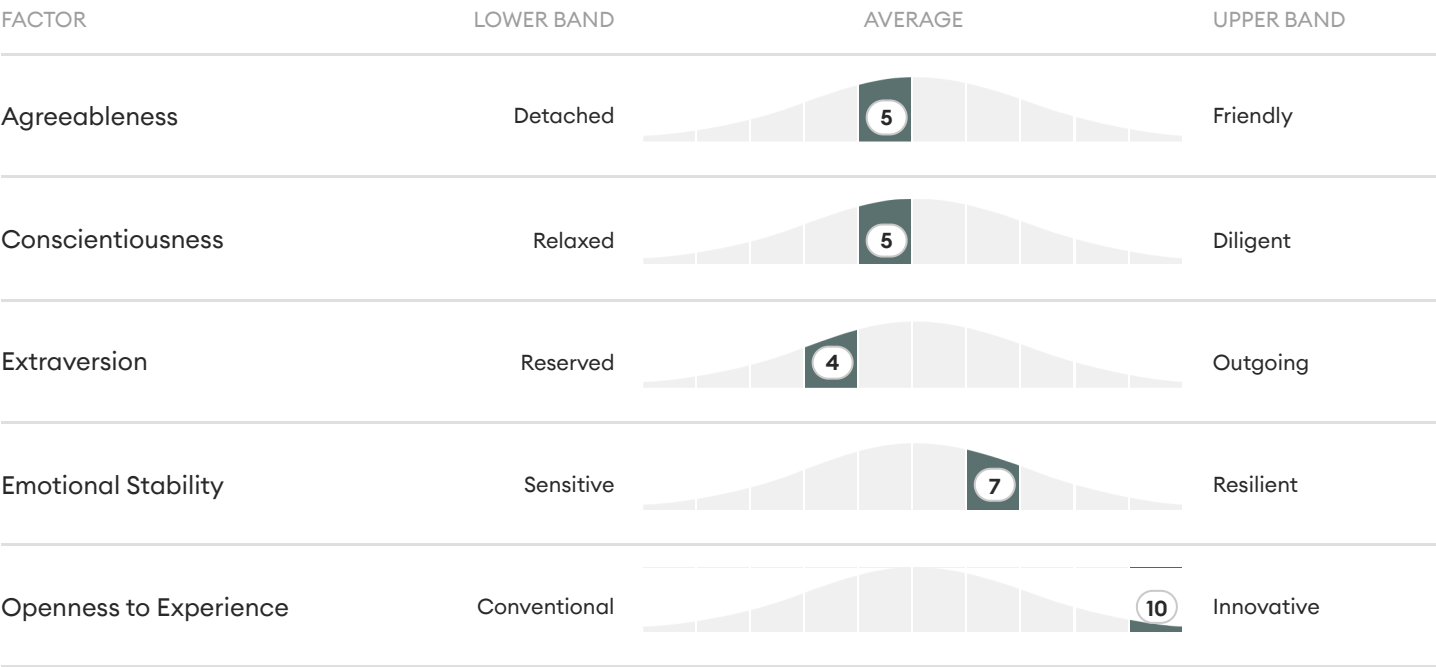 FACTOR LOWER BAND AVERAGE UPPER BAND
Agreeableness Detached 5 Friendly
Conscientiousness Relaxed 5 Diligent
Extraversion Reserved 4 Outgoing
Emotional Stability Sensitive 7 Resilient
Openness to Experience Conventional 10 Innovative